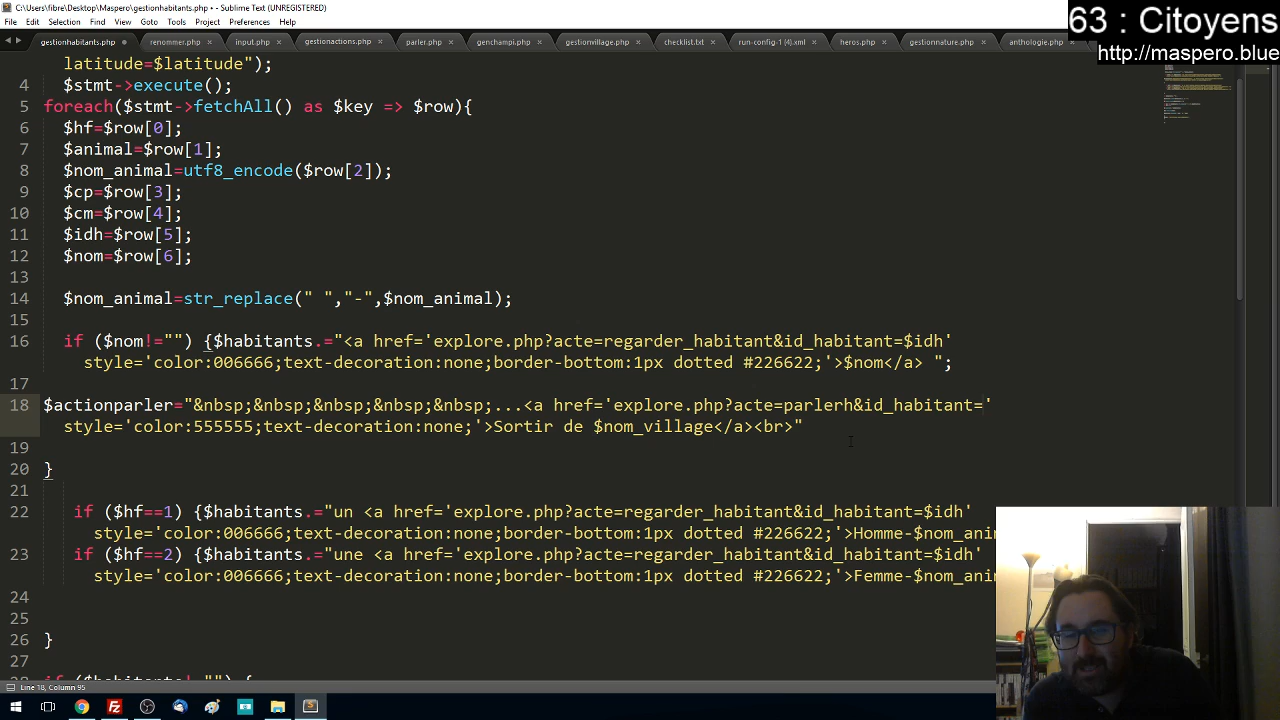 C:\Users\fibre\Desktop\Maspero\gestionhabitants.php • - Sublime Text (UNREGISTERED)
63 : Citoyens
File Edit Selection Find View Goto Tools Project Preferences Help
http://maspero.blue
gestionhabitants.php renommer.php input.php gestionactions.php parler.php genchampi.php gestionvillage.php checklist.txt run-config-1 (4).xml heros.php gestionnature.php anthologie.php
latitude=$latitude");
4 $stmt->execute();
5 foreach($stmt->fetchAll() as $key => $row){
6 $hf=$row[0];
7 $animal=$row[1];
8 $nom_animal=utf8_encode($row[2]);
9 $cp=$row[3];
10 $cm=$row[4];
11 $idh=$row[5];
12 $nom=$row[6];
13
14 $nom_animal=str_replace(" ","-",$nom_animal);
15
16 if ($nom!="") {$habitants.="<a href='explore.php?acte=regarder_habitant&id_habitant=$idh'
style='color:006666;text-decoration:none;border-bottom:1px dotted #226622;'>$nom</a> ";
17
18 $actionparler="&nbsp;&nbsp;&nbsp;&nbsp;&nbsp;...<a href='explore.php?acte=parlerh&id_habitant='
style='color:555555;text-decoration:none;'>Sortir de $nom_village</a><br>"
19
20 }
21
22 if ($hf==1) {$habitants.="un <a href='explore.php?acte=regarder_habitant&id_habitant=$idh'
style='color:006666;text-decoration:none;border-bottom:1px dotted #226622;'>Homme-$nom_ani
23 if ($hf==2) {$habitants.="une <a href='explore.php?acte=regarder_habitant&id_habitant=$idh'
style='color:006666;text-decoration:none;border-bottom:1px dotted #226622;'>Femme-$nom_ani
24
25
26 }
27
Line 18, Column 95